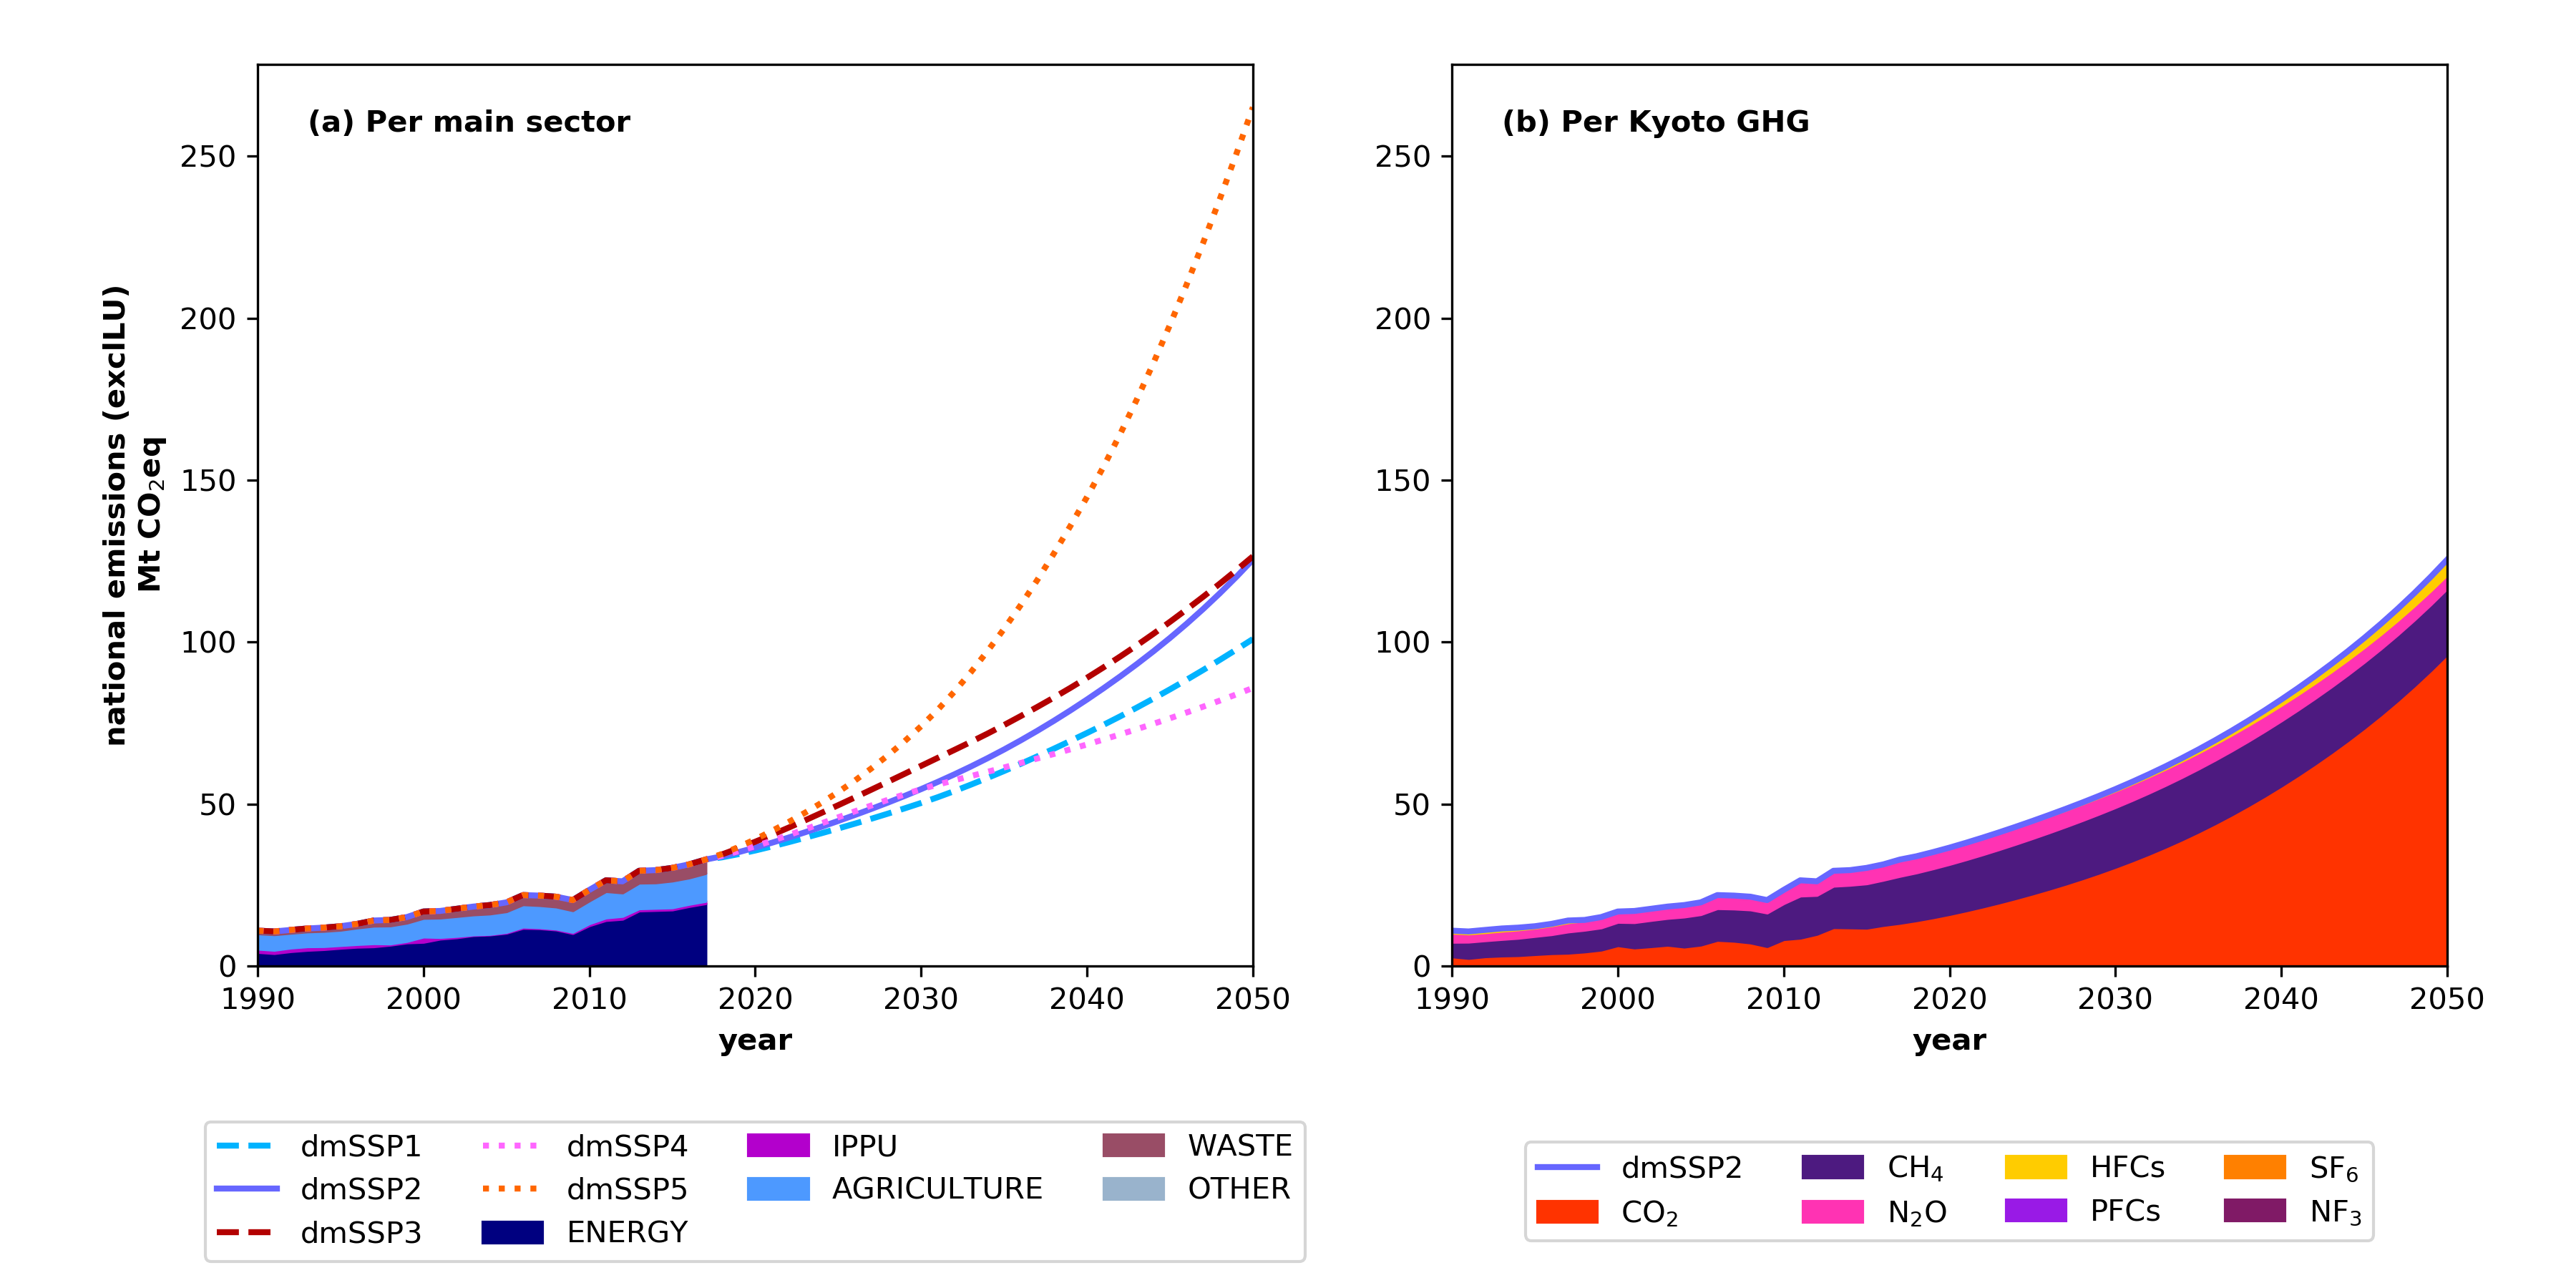 (a) Per main sector
250
200
150
100
50
0
national emissions (exclLU)
Mt CO₂eq
1990 2000 2010 2020 2030 2040 2050
year
dmSSP1 dmSSP4 IPPU WASTE
dmSSP2 dmSSP5 AGRICULTURE OTHER
dmSSP3 ENERGY
(b) Per Kyoto GHG
250
200
150
100
50
0
1990 2000 2010 2020 2030 2040 2050
year
dmSSP2 CH₄ HFCs SF₆
CO₂ N₂O PFCs NF₃